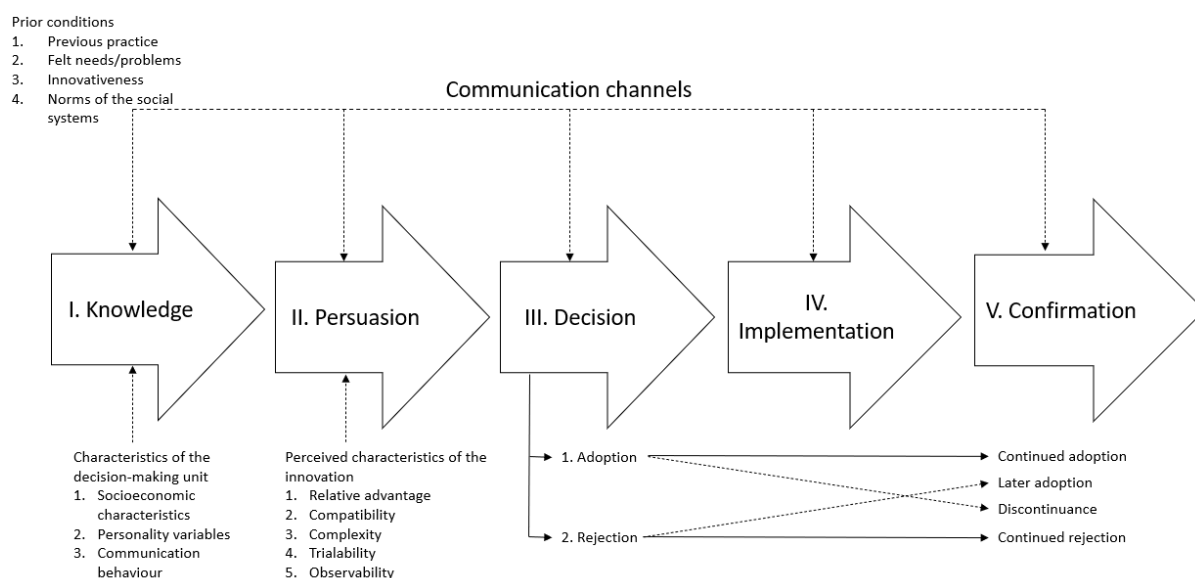 Prior conditions
1. Previous practice
2. Felt needs/problems
3. Innovativeness
4. Norms of the social
systems
Communication channels
I. Knowledge
II. Persuasion
III. Decision
IV.
Implementation
V. Confirmation
Characteristics of the
decision-making unit
1. Socioeconomic
characteristics
2. Personality variables
3. Communication
behaviour
Perceived characteristics of the
innovation
1. Relative advantage
2. Compatibility
3. Complexity
4. Trialability
5. Observability
1. Adoption
2. Rejection
Continued adoption
Later adoption
Discontinuance
Continued rejection